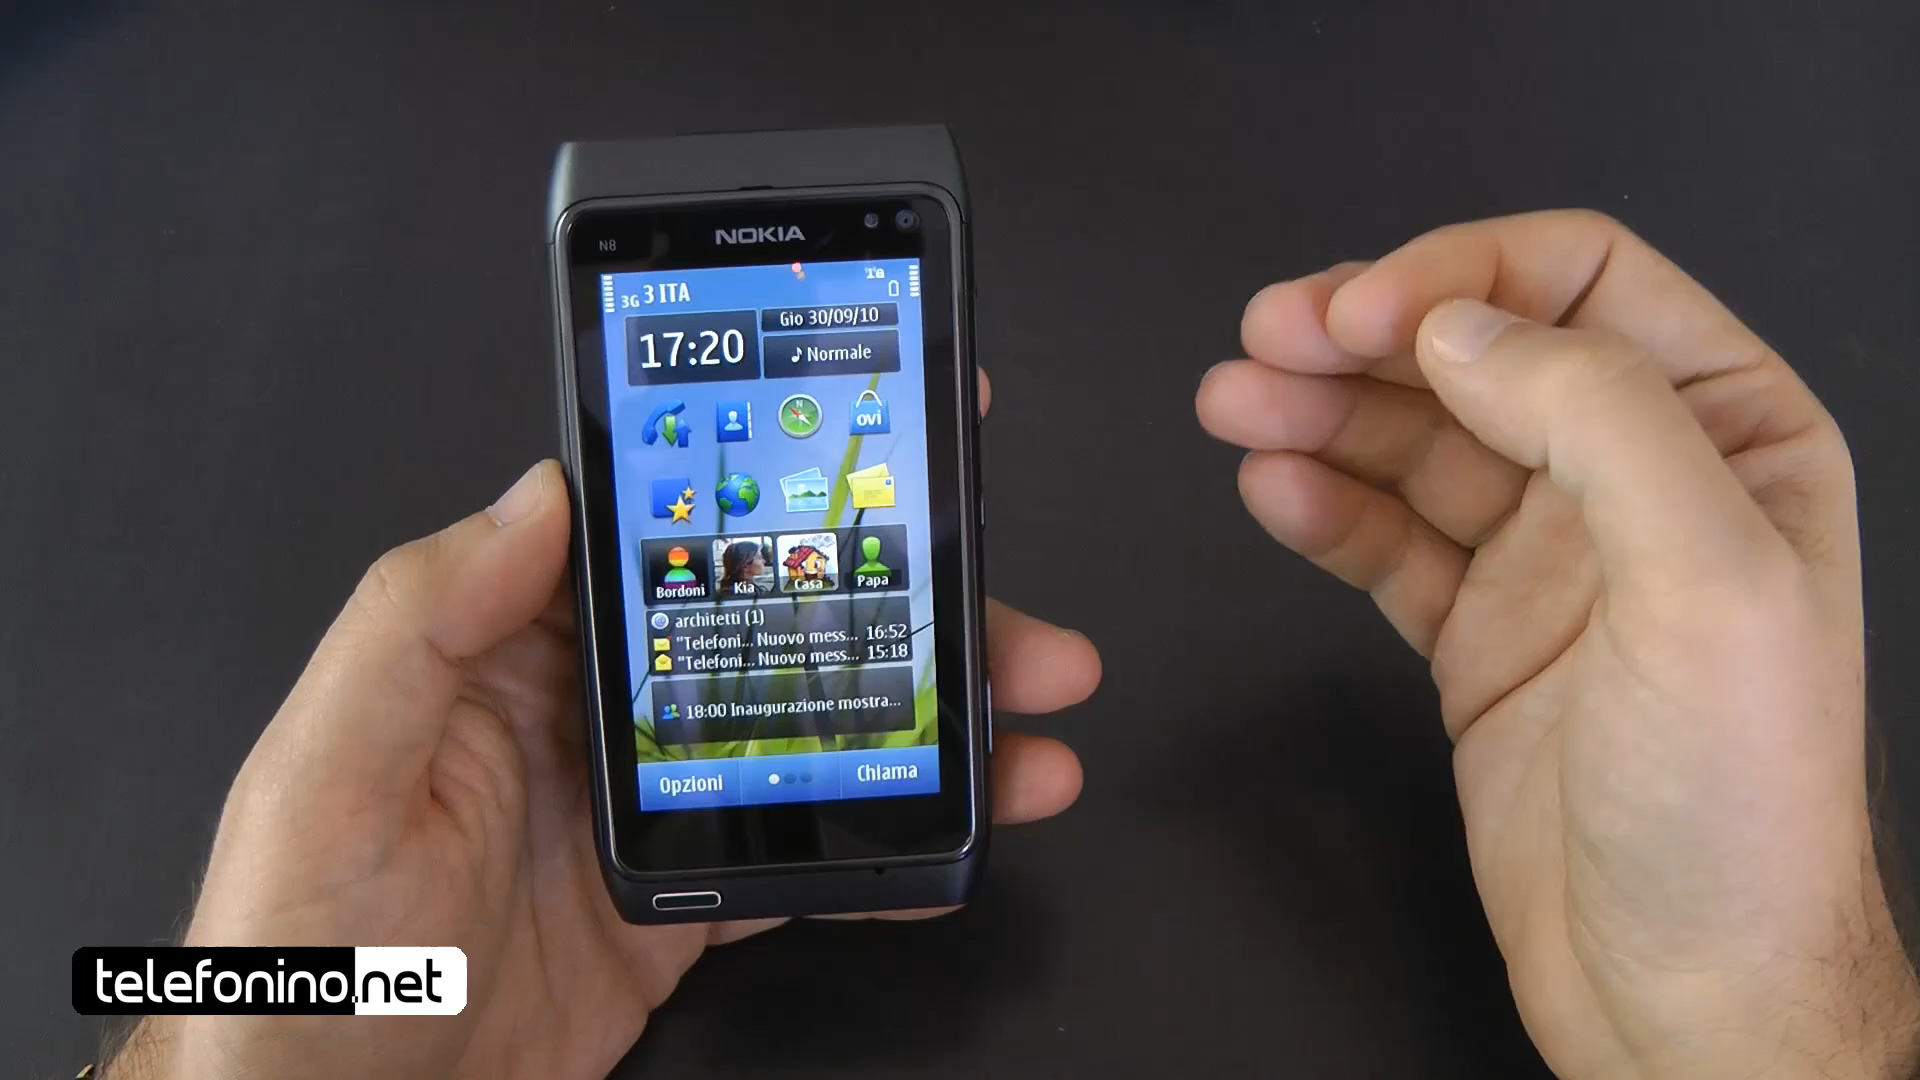 N8
NOKIA
3G 3 ITA
17:20
Gio 30/09/10
Normale
N
ovi
Bordoni
Kia
Casa
Papa
architetti (1)
"Telefoni... Nuovo mess... 16:52
"Telefoni... Nuovo mess... 15:18
18:00 Inaugurazione mostra...
Opzioni
Chiama
telefonino.net